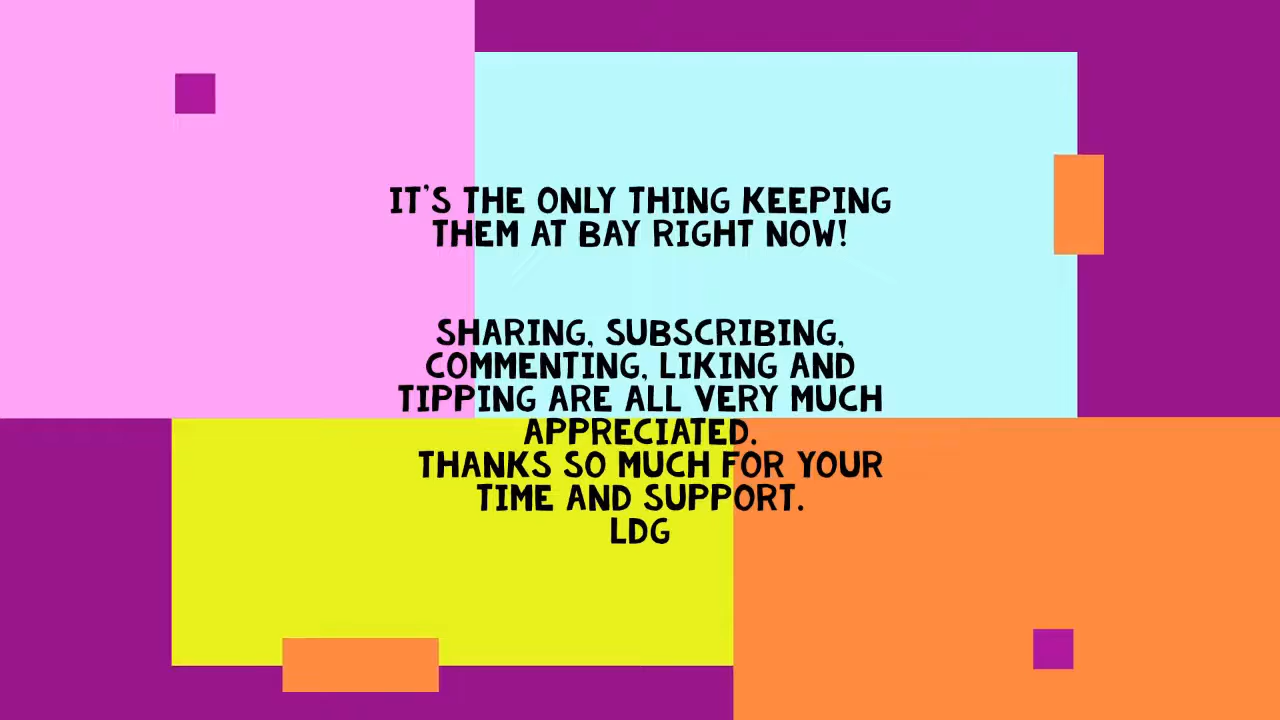 IT'S THE ONLY THING KEEPING
THEM AT BAY RIGHT NOW!
SHARING, SUBSCRIBING,
COMMENTING, LIKING AND
TIPPING ARE ALL VERY MUCH
APPRECIATED.
THANKS SO MUCH FOR YOUR
TIME AND SUPPORT.
LDG